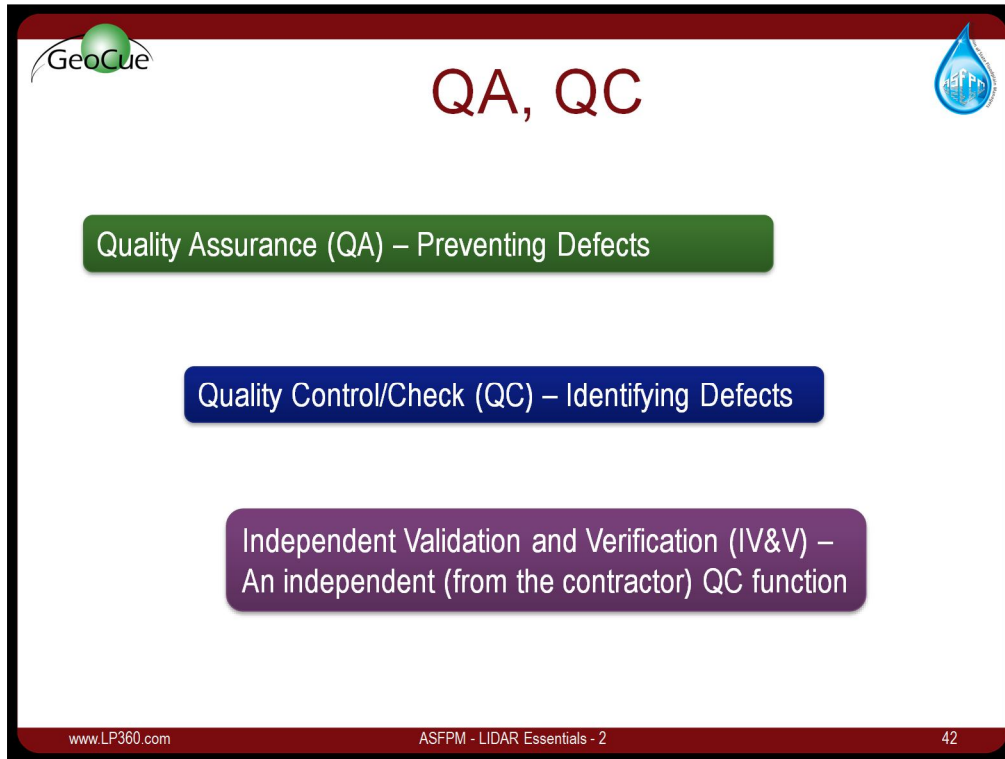 GeoCue
QA, QC
ASFPM
Quality Assurance (QA) – Preventing Defects
Quality Control/Check (QC) – Identifying Defects
Independent Validation and Verification (IV&V) –
An independent (from the contractor) QC function
www.LP360.com
ASFPM - LIDAR Essentials - 2
42